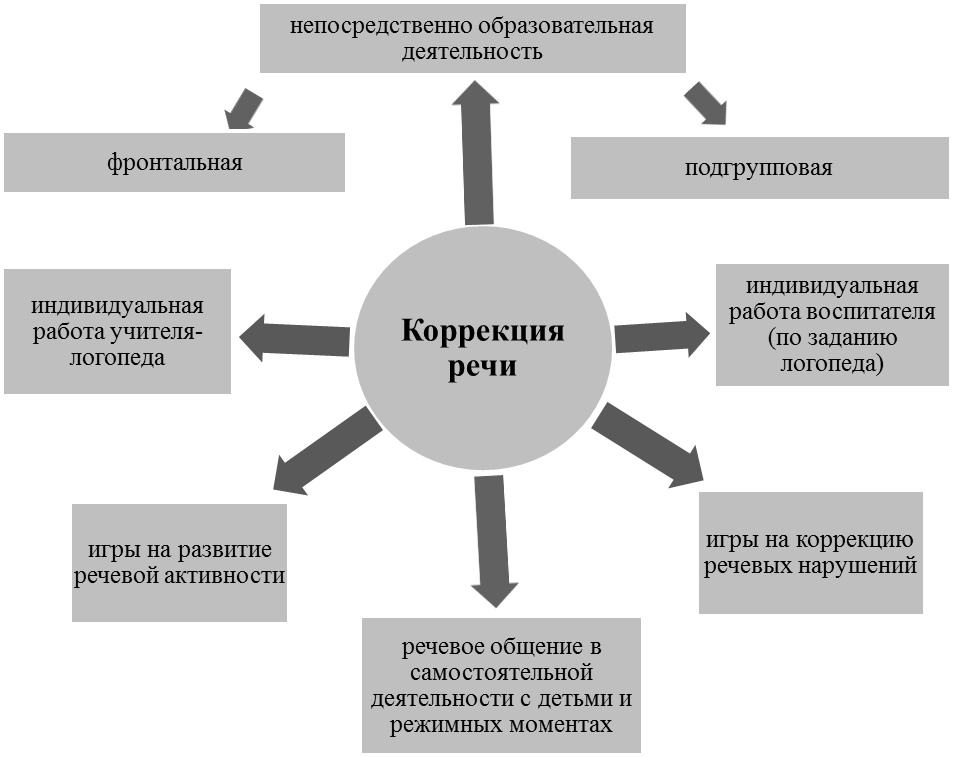 непосредственно образовательная
деятельность
фронтальная
подгрупповая
индивидуальная
работа учителя-
логопеда
Коррекция
речи
индивидуальная
работа воспитателя
(по заданию
логопеда)
игры на развитие
речевой активности
игры на коррекцию
речевых нарушений
речевое общение в
самостоятельной
деятельности с детьми и
режимных моментах